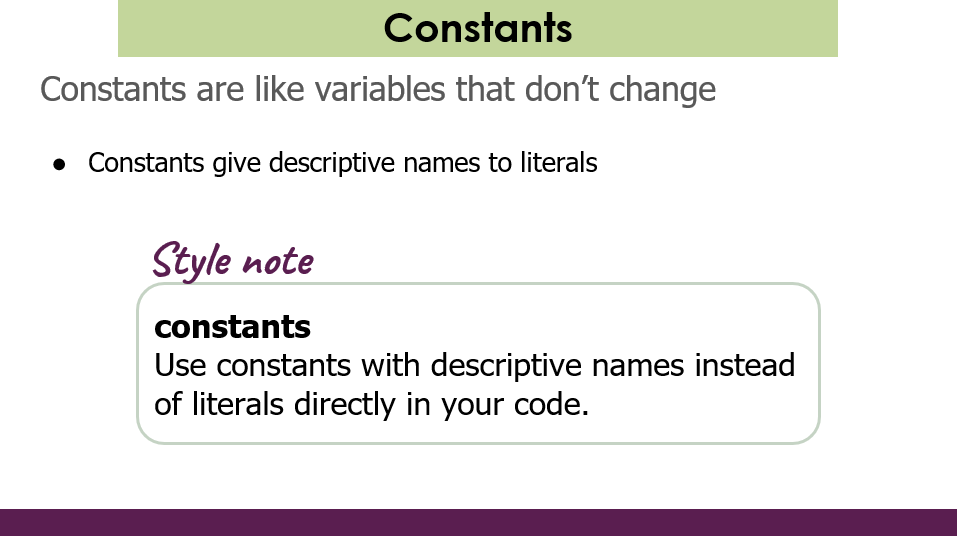 Constants
Constants are like variables that don’t change
● Constants give descriptive names to literals
Style note
constants
Use constants with descriptive names instead
of literals directly in your code.